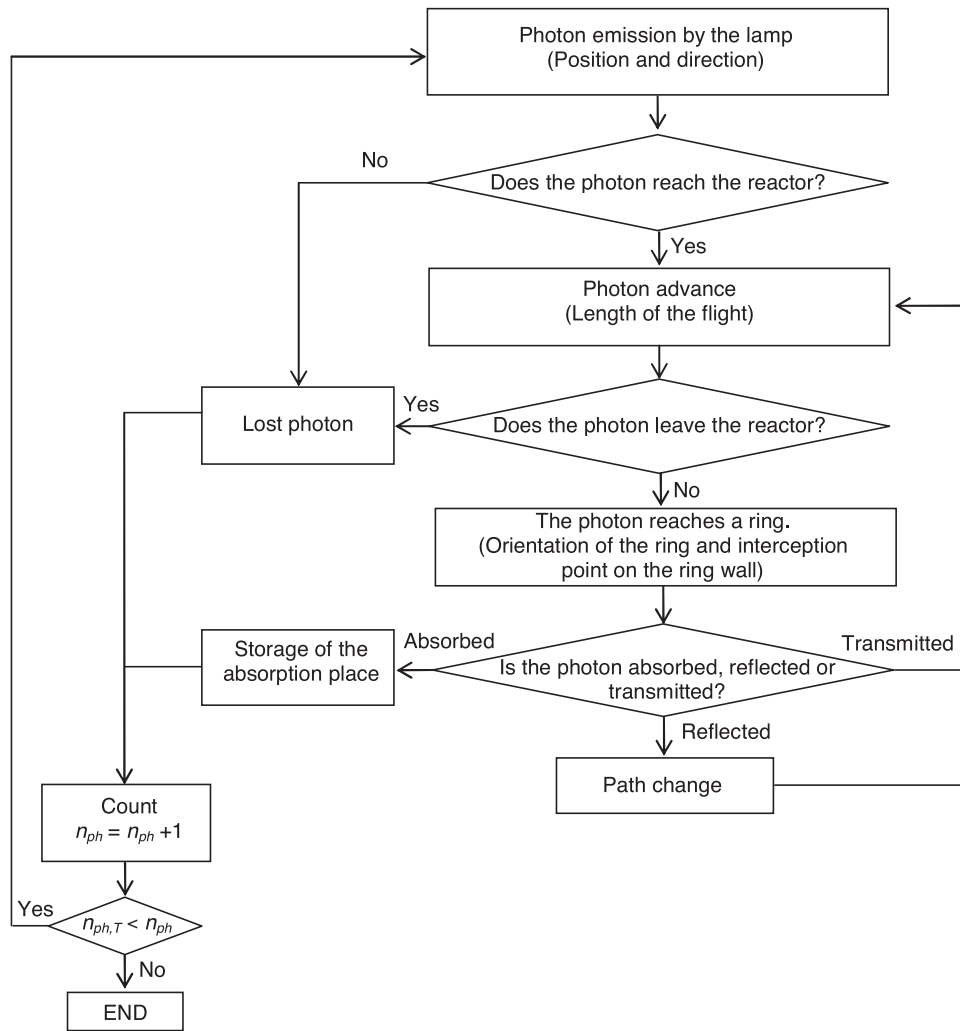 Photon emission by the lamp
(Position and direction)
No
Does the photon reach the reactor?
Yes
Photon advance
(Length of the flight)
Lost photon
Yes
Does the photon leave the reactor?
No
The photon reaches a ring.
(Orientation of the ring and interception
point on the ring wall)
Storage of the
absorption place
Absorbed
Is the photon absorbed, reflected or
transmitted?
Transmitted
Reflected
Path change
Count
n_ph = n_ph +1
Yes
n_ph,T < n_ph
No
END